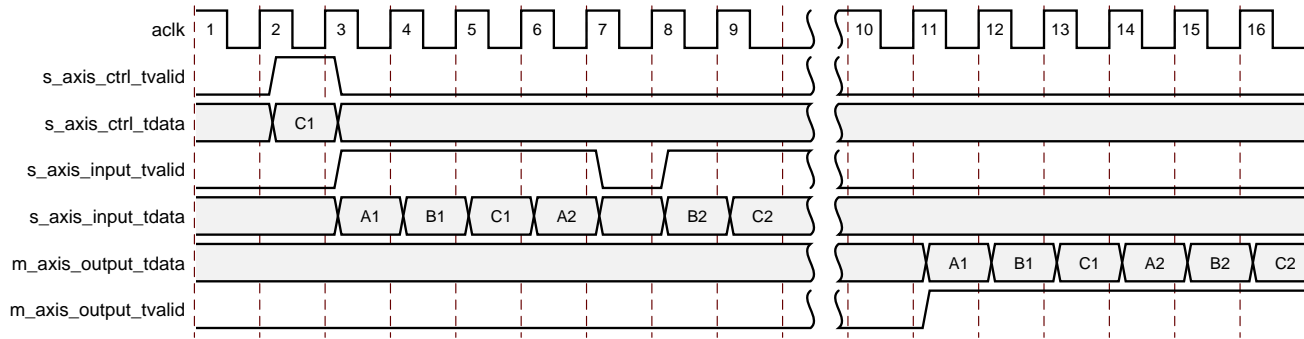 aclk 1 2 3 4 5 6 7 8 9 10 11 12 13 14 15 16
s_axis_ctrl_tvalid
s_axis_ctrl_tdata C1
s_axis_input_tvalid
s_axis_input_tdata A1 B1 C1 A2 B2 C2
m_axis_output_tdata A1 B1 C1 A2 B2 C2
m_axis_output_tvalid